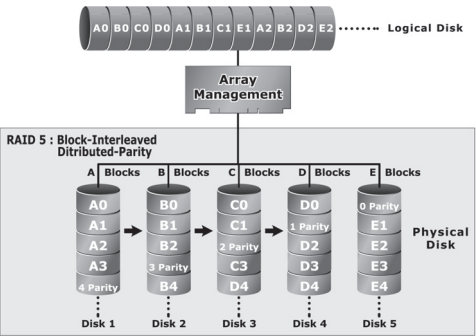 A0 B0 C0 D0 A1 B1 C1 E1 A2 B2 D2 E2 Logical Disk
Array
Management
RAID 5 : Block-Interleaved
Ditributed-Parity
A Blocks B Blocks C Blocks D Blocks E Blocks
A0 B0 C0 D0 0 Parity
A1 B1 C1 1 Parity E1
A2 B2 2 Parity D2 E2
A3 3 Parity C3 D3 E3
4 Parity B4 D4 D4 E4
Physical
Disk
Disk 1 Disk 2 Disk 3 Disk 4 Disk 5